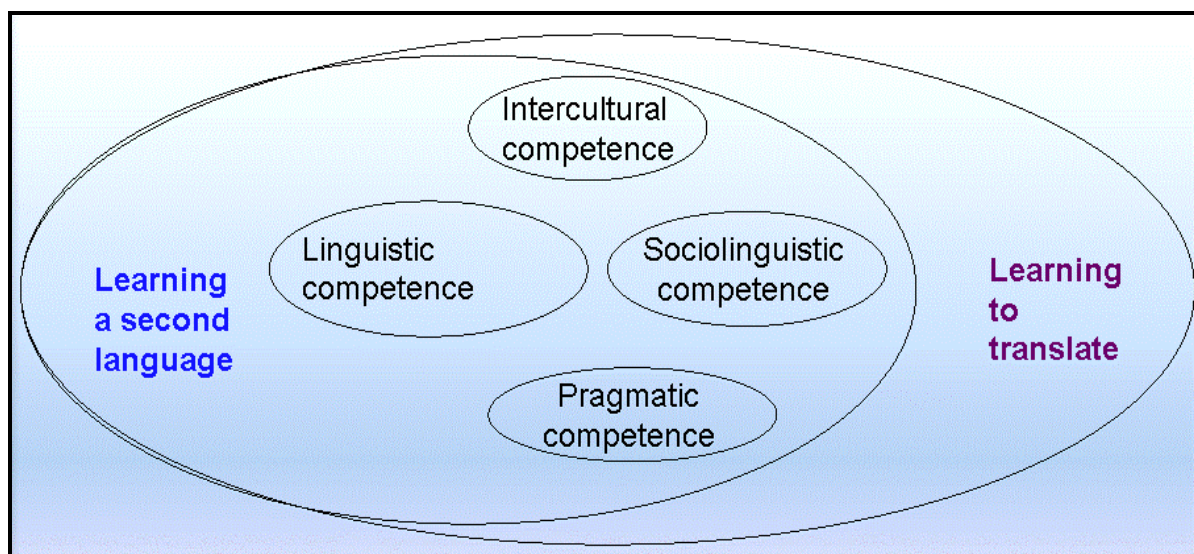 Intercultural
competence
Linguistic
competence
Sociolinguistic
competence
Learning
a second
language
Learning
to
translate
Pragmatic
competence